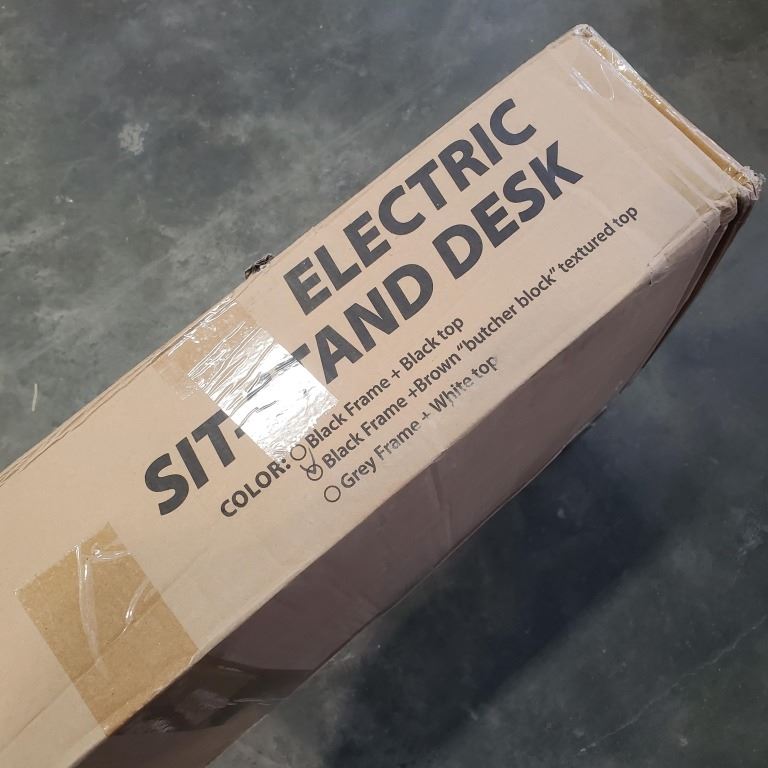 ELECTRIC
SIT-STAND DESK
COLOR: Black Frame + Black top
Black Frame +Brown "butcher block" textured top
Grey Frame + White top